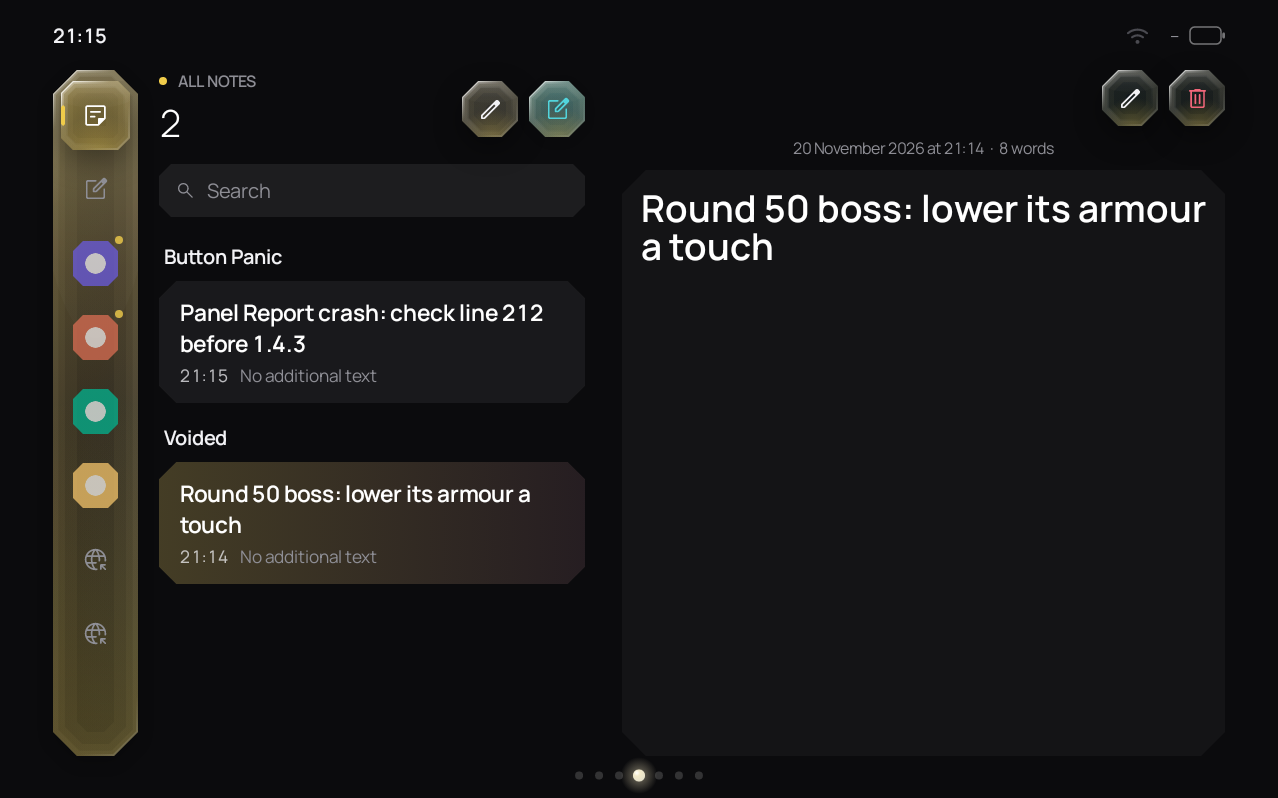 21:15
–
ALL NOTES
2
Search
Button Panic
Panel Report crash: check line 212
before 1.4.3
21:15 No additional text
Voided
Round 50 boss: lower its armour a
touch
21:14 No additional text
20 November 2026 at 21:14 · 8 words
Round 50 boss: lower its armour
a touch